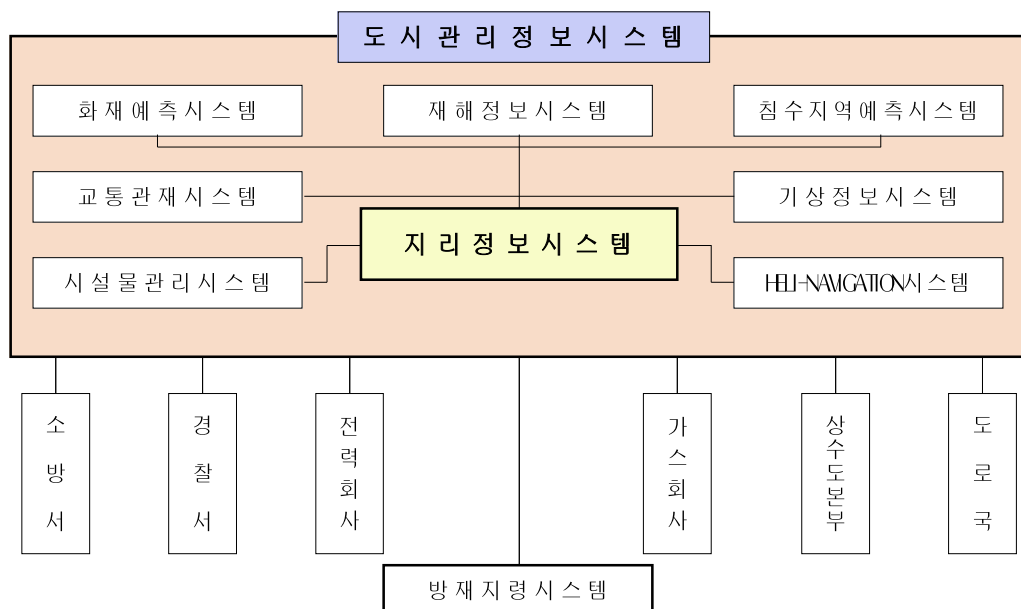 도시관리정보시스템
화재예측시스템
재해정보시스템
침수지역예측시스템
교통관재시스템
기상정보시스템
지리정보시스템
시설물관리시스템
HELI-NAVIGATION시스템
소방서
경찰서
전력회사
가스회사
상수도본부
도로국
방재지령시스템